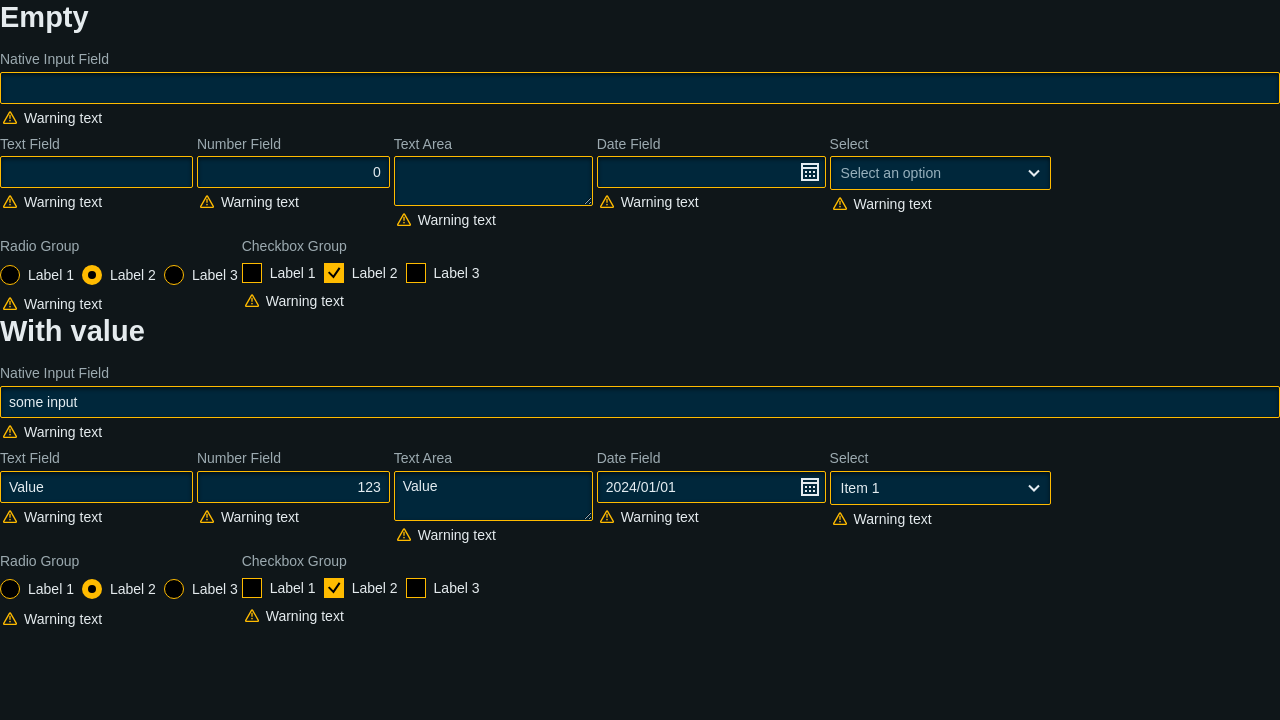 Empty
Native Input Field
Warning text
Text Field Number Field Text Area Date Field Select
0 Select an option
Warning text Warning text Warning text Warning text Warning text
Radio Group Checkbox Group
Label 1 Label 2 Label 3 Label 1 Label 2 Label 3
Warning text Warning text
With value
Native Input Field
some input
Warning text
Text Field Number Field Text Area Date Field Select
Value 123 Value 2024/01/01 Item 1
Warning text Warning text Warning text Warning text Warning text
Radio Group Checkbox Group
Label 1 Label 2 Label 3 Label 1 Label 2 Label 3
Warning text Warning text